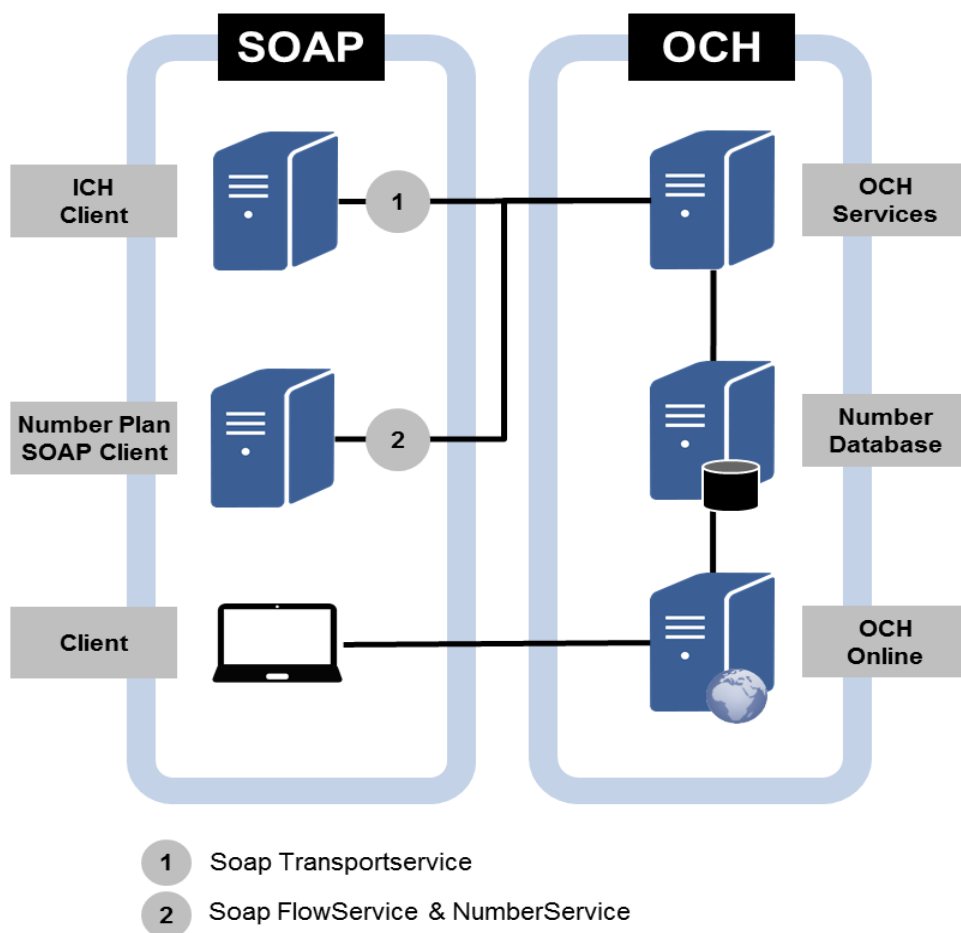 SOAP
OCH
ICH
Client
1
OCH
Services
Number Plan
SOAP Client
2
Number
Database
Client
OCH
Online
1 Soap Transportservice
2 Soap FlowService & NumberService